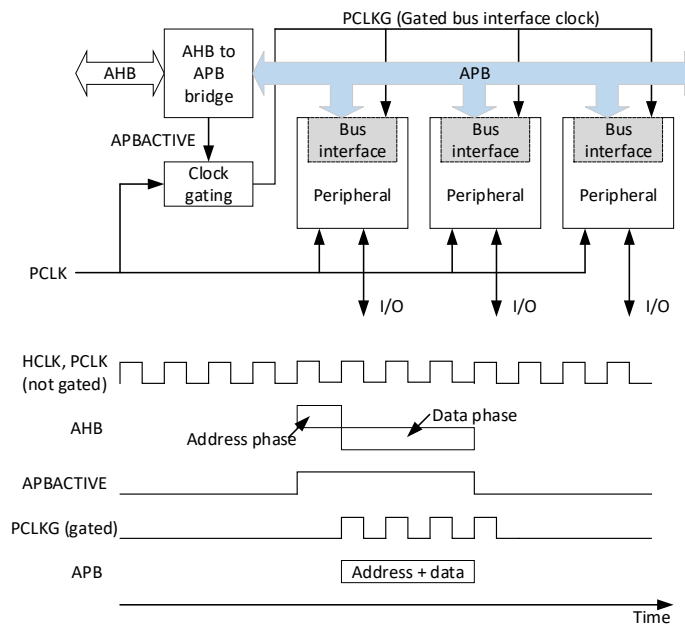 PCLKG (Gated bus interface clock)
AHB
AHB to
APB
bridge
APB
APBACTIVE
Clock
gating
Bus
interface
Peripheral
Bus
interface
Peripheral
Bus
interface
Peripheral
PCLK
I/O
I/O
I/O
HCLK, PCLK
(not gated)
AHB
Address phase
Data phase
APBACTIVE
PCLKG (gated)
APB
Address + data
Time